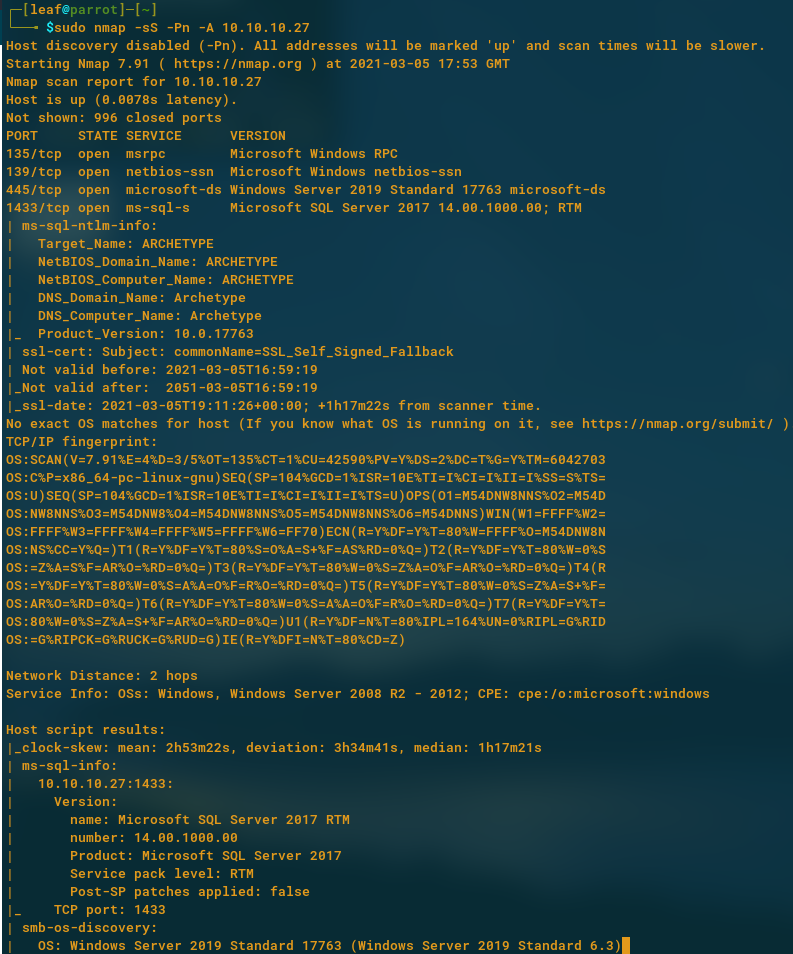 ┌─[leaf@parrot]─[~]
└──╼ $sudo nmap -sS -Pn -A 10.10.10.27
Host discovery disabled (-Pn). All addresses will be marked 'up' and scan times will be slower.
Starting Nmap 7.91 ( https://nmap.org ) at 2021-03-05 17:53 GMT
Nmap scan report for 10.10.10.27
Host is up (0.0078s latency).
Not shown: 996 closed ports
PORT     STATE SERVICE      VERSION
135/tcp  open  msrpc        Microsoft Windows RPC
139/tcp  open  netbios-ssn  Microsoft Windows netbios-ssn
445/tcp  open  microsoft-ds Windows Server 2019 Standard 17763 microsoft-ds
1433/tcp open  ms-sql-s     Microsoft SQL Server 2017 14.00.1000.00; RTM
| ms-sql-ntlm-info:
|   Target_Name: ARCHETYPE
|   NetBIOS_Domain_Name: ARCHETYPE
|   NetBIOS_Computer_Name: ARCHETYPE
|   DNS_Domain_Name: Archetype
|   DNS_Computer_Name: Archetype
|_  Product_Version: 10.0.17763
| ssl-cert: Subject: commonName=SSL_Self_Signed_Fallback
| Not valid before: 2021-03-05T16:59:19
|_Not valid after:  2051-03-05T16:59:19
|_ssl-date: 2021-03-05T19:11:26+00:00; +1h17m22s from scanner time.
No exact OS matches for host (If you know what OS is running on it, see https://nmap.org/submit/ )
TCP/IP fingerprint:
OS:SCAN(V=7.91%E=4%D=3/5%OT=135%CT=1%CU=42590%PV=Y%DS=2%DC=T%G=Y%TM=6042703
OS:C%P=x86_64-pc-linux-gnu)SEQ(SP=104%GCD=1%ISR=10E%TI=I%CI=I%II=I%SS=S%TS=
OS:U)SEQ(SP=104%GCD=1%ISR=10E%TI=I%CI=I%II=I%TS=U)OPS(O1=M54DNW8NNS%O2=M54D
OS:NW8NNS%O3=M54DNW8%O4=M54DNW8NNS%O5=M54DNW8NNS%O6=M54DNNS)WIN(W1=FFFF%W2=
OS:FFFF%W3=FFFF%W4=FFFF%W5=FFFF%W6=FF70)ECN(R=Y%DF=Y%T=80%W=FFFF%O=M54DNW8N
OS:NS%CC=Y%Q=)T1(R=Y%DF=Y%T=80%S=O%A=S+%F=AS%RD=0%Q=)T2(R=Y%DF=Y%T=80%W=0%S
OS:=Z%A=S%F=AR%O=%RD=0%Q=)T3(R=Y%DF=Y%T=80%W=0%S=Z%A=O%F=AR%O=%RD=0%Q=)T4(R
OS:=Y%DF=Y%T=80%W=0%S=A%A=O%F=R%O=%RD=0%Q=)T5(R=Y%DF=Y%T=80%W=0%S=Z%A=S+%F=
OS:AR%O=%RD=0%Q=)T6(R=Y%DF=Y%T=80%W=0%S=A%A=O%F=R%O=%RD=0%Q=)T7(R=Y%DF=Y%T=
OS:80%W=0%S=Z%A=S+%F=AR%O=%RD=0%Q=)U1(R=Y%DF=N%T=80%IPL=164%UN=0%RIPL=G%RID
OS:=G%RIPCK=G%RUCK=G%RUD=G)IE(R=Y%DFI=N%T=80%CD=Z)
Network Distance: 2 hops
Service Info: OSs: Windows, Windows Server 2008 R2 - 2012; CPE: cpe:/o:microsoft:windows
Host script results:
|_clock-skew: mean: 2h53m22s, deviation: 3h34m41s, median: 1h17m21s
| ms-sql-info:
|   10.10.10.27:1433:
|     Version:
|       name: Microsoft SQL Server 2017 RTM
|       number: 14.00.1000.00
|       Product: Microsoft SQL Server 2017
|       Service pack level: RTM
|       Post-SP patches applied: false
|_    TCP port: 1433
| smb-os-discovery:
|   OS: Windows Server 2019 Standard 17763 (Windows Server 2019 Standard 6.3)